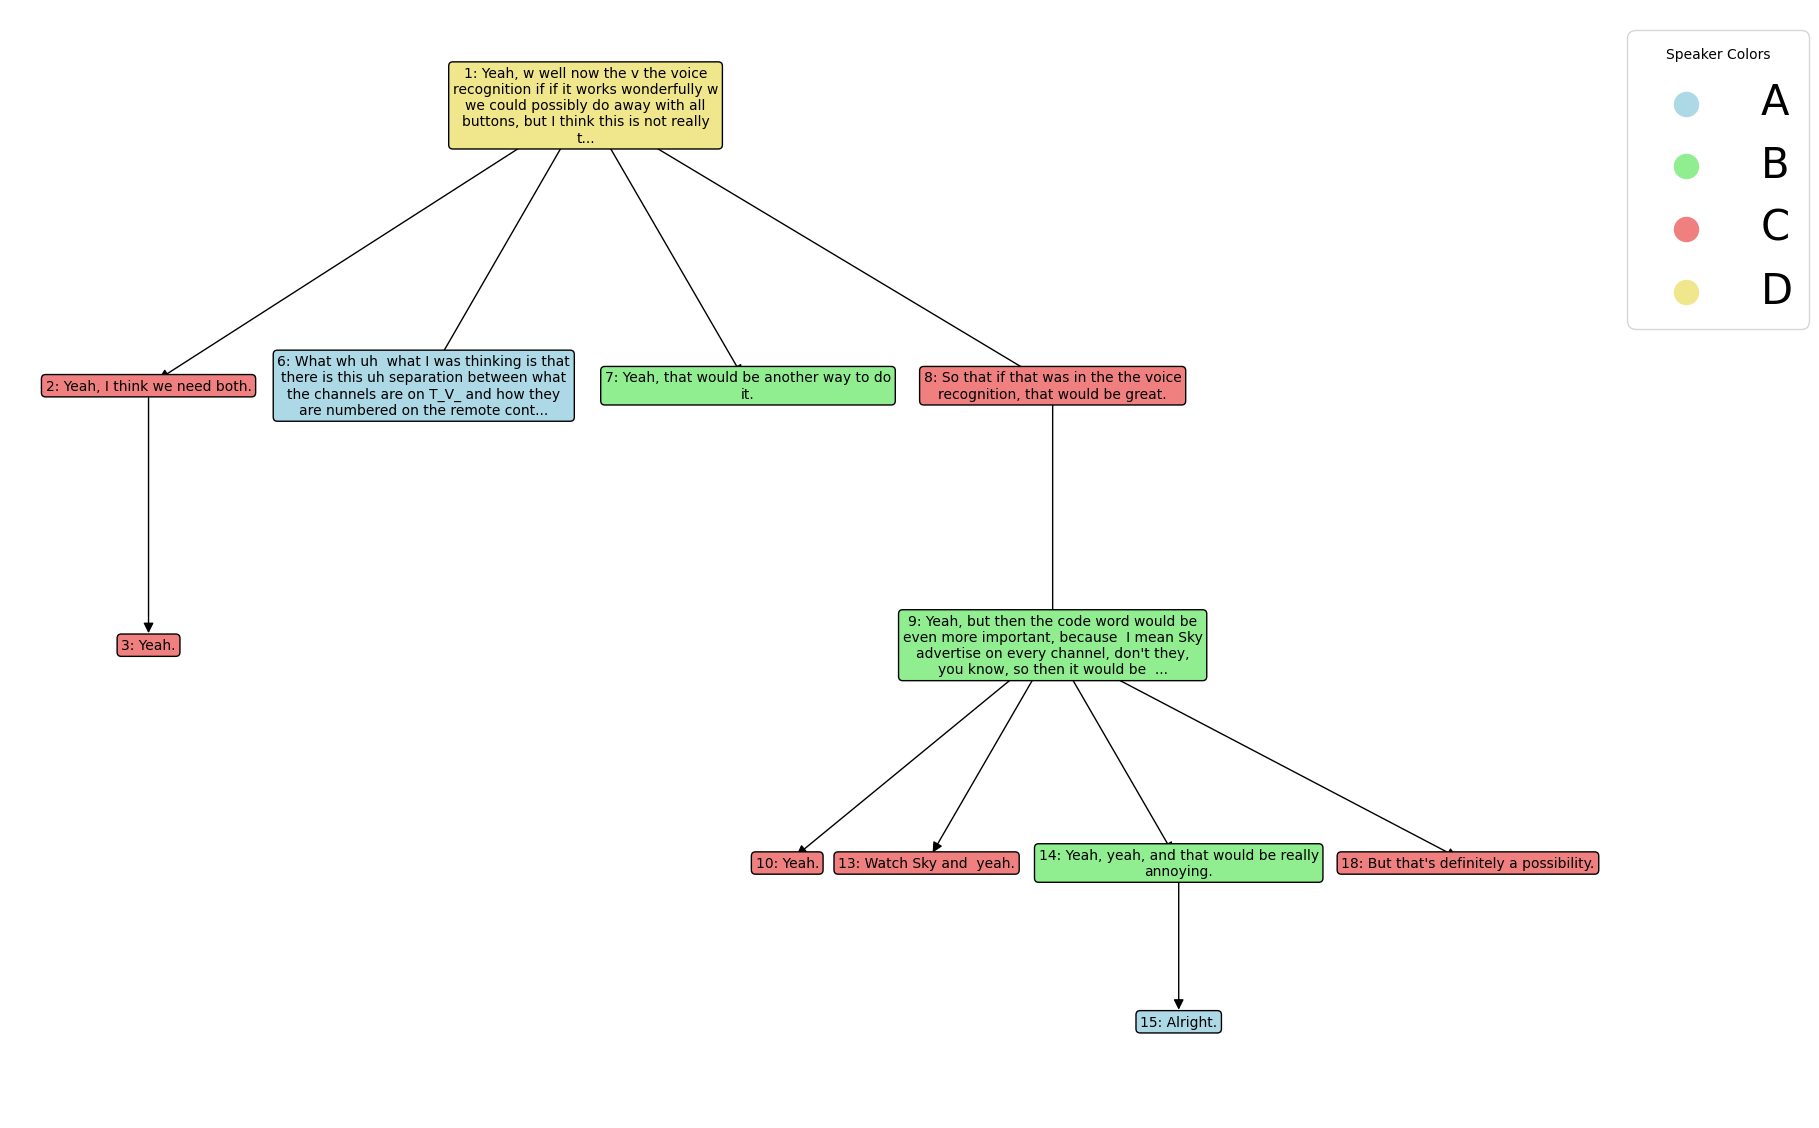 1: Yeah, w well now the v the voice
recognition if if it works wonderfully w
we could possibly do away with all
buttons, but I think this is not really
t...
Speaker Colors
A
B
C
D
2: Yeah, I think we need both.
6: What wh uh  what I was thinking is that
there is this uh separation between what
the channels are on T_V_ and how they
are numbered on the remote cont...
7: Yeah, that would be another way to do
it.
8: So that if that was in the the voice
recognition, that would be great.
3: Yeah.
9: Yeah, but then the code word would be
even more important, because  I mean Sky
advertise on every channel, don't they,
you know, so then it would be  ...
10: Yeah.
13: Watch Sky and  yeah.
14: Yeah, yeah, and that would be really
annoying.
18: But that's definitely a possibility.
15: Alright.